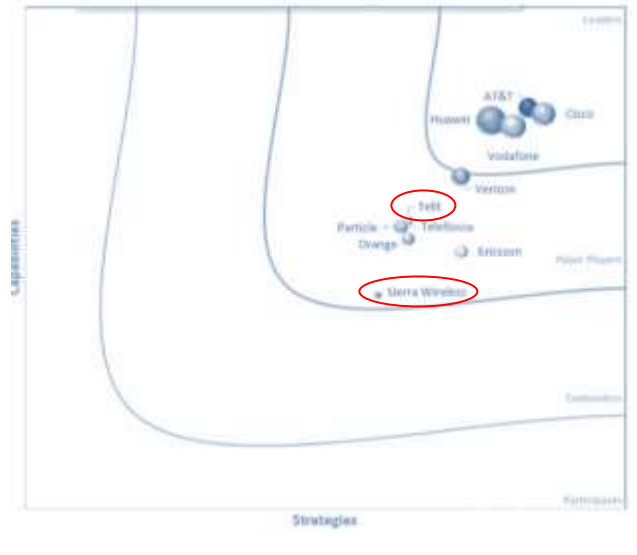 Leaders
AT&T
Huawei
Cisco
Vodafone
Verizon
Telit
Particle
Telefonica
Orange
Ericsson
Major Players
Sierra Wireless
Contenders
Participants
Capabilities
Strategies